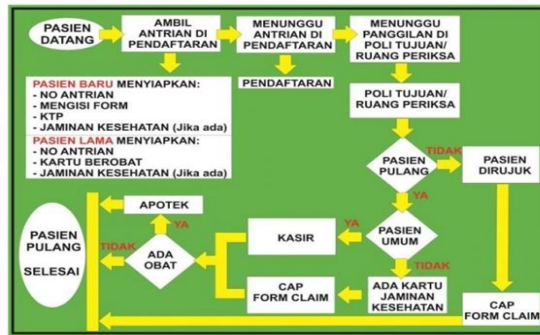 PASIEN
DATANG
AMBIL
ANTRIAN DI
PENDAFTARAN
MENUNGGU
ANTRIAN DI
PENDAFTARAN
MENUNGGU
PANGGILAN DI
POLI TUJUAN/
RUANG PERIKSA
PASIEN BARU MENYIAPKAN:
- NO ANTRIAN
- MENGISI FORM
- KTP
- JAMINAN KESEHATAN (Jika ada)
PASIEN LAMA MENYIAPKAN:
- NO ANTRIAN
- KARTU BEROBAT
- JAMINAN KESEHATAN (Jika ada)
PENDAFTARAN
POLI TUJUAN/
RUANG PERIKSA
PASIEN
PULANG
TIDAK
PASIEN
DIRUJUK
YA
PASIEN
UMUM
YA
KASIR
TIDAK
ADA KARTU
JAMINAN
KESEHATAN
CAP
FORM CLAIM
ADA
OBAT
YA
APOTEK
TIDAK
PASIEN
PULANG
SELESAI
CAP
FORM CLAIM